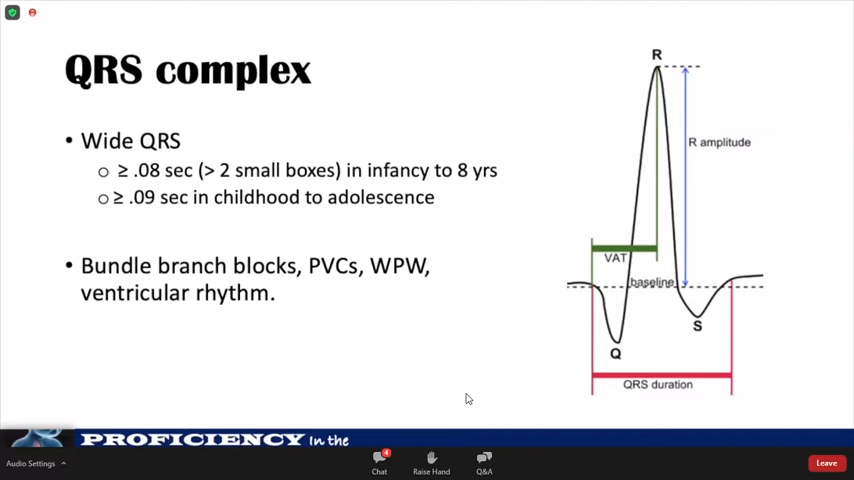 QRS complex
• Wide QRS
o ≥ .08 sec (> 2 small boxes) in infancy to 8 yrs
o ≥ .09 sec in childhood to adolescence
• Bundle branch blocks, PVCs, WPW,
ventricular rhythm.
R
R amplitude
VAT
baseline
S
Q
QRS duration
PROFICIENCY In the
Audio Settings
4
Chat
Raise Hand
Q&A
Leave